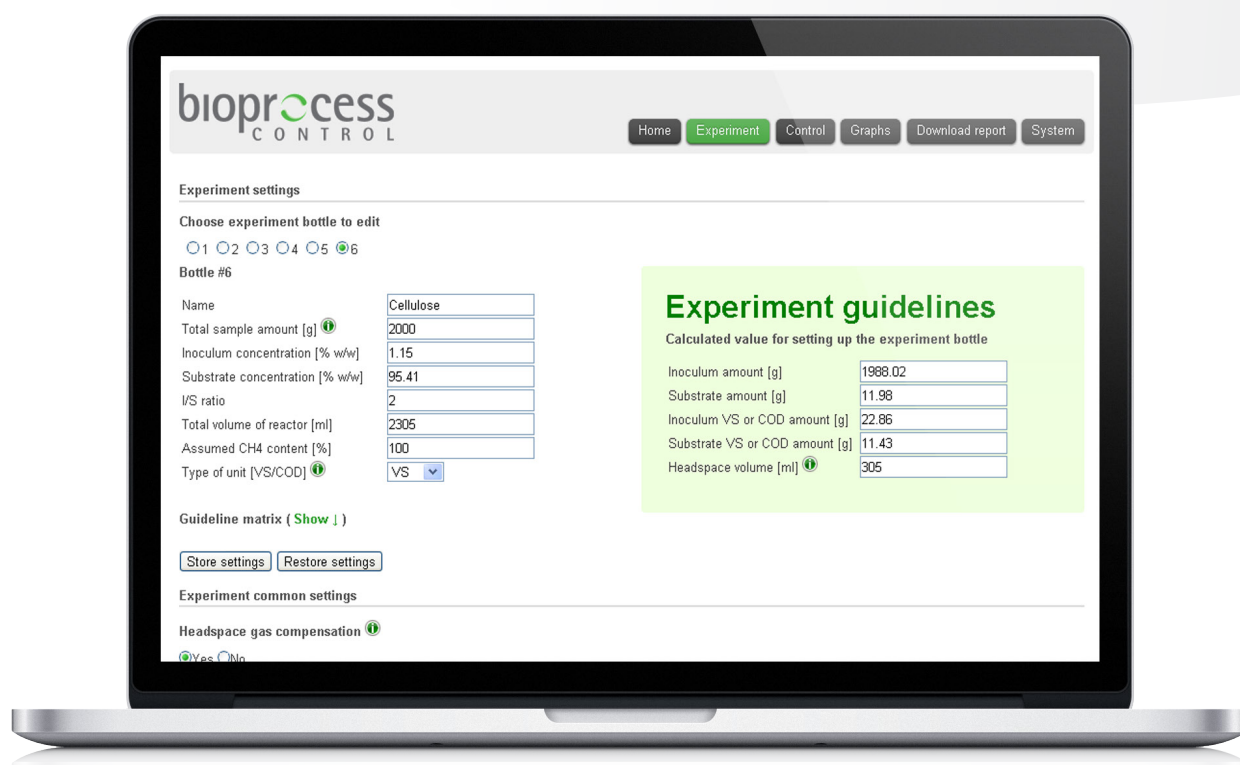 bioprocess
CONTROL
Home Experiment Control Graphs Download report System
Experiment settings
Choose experiment bottle to edit
1 2 3 4 5 6
Bottle #6
Name Cellulose
Total sample amount [g] 2000
Inoculum concentration [% w/w] 1.15
Substrate concentration [% w/w] 95.41
I/S ratio 2
Total volume of reactor [ml] 2305
Assumed CH4 content [%] 100
Type of unit [VS/COD] VS
Experiment guidelines
Calculated value for setting up the experiment bottle
Inoculum amount [g] 1988.02
Substrate amount [g] 11.98
Inoculum VS or COD amount [g] 22.86
Substrate VS or COD amount [g] 11.43
Headspace volume [ml] 305
Guideline matrix ( Show ↓ )
Store settings Restore settings
Experiment common settings
Headspace gas compensation
Yes No